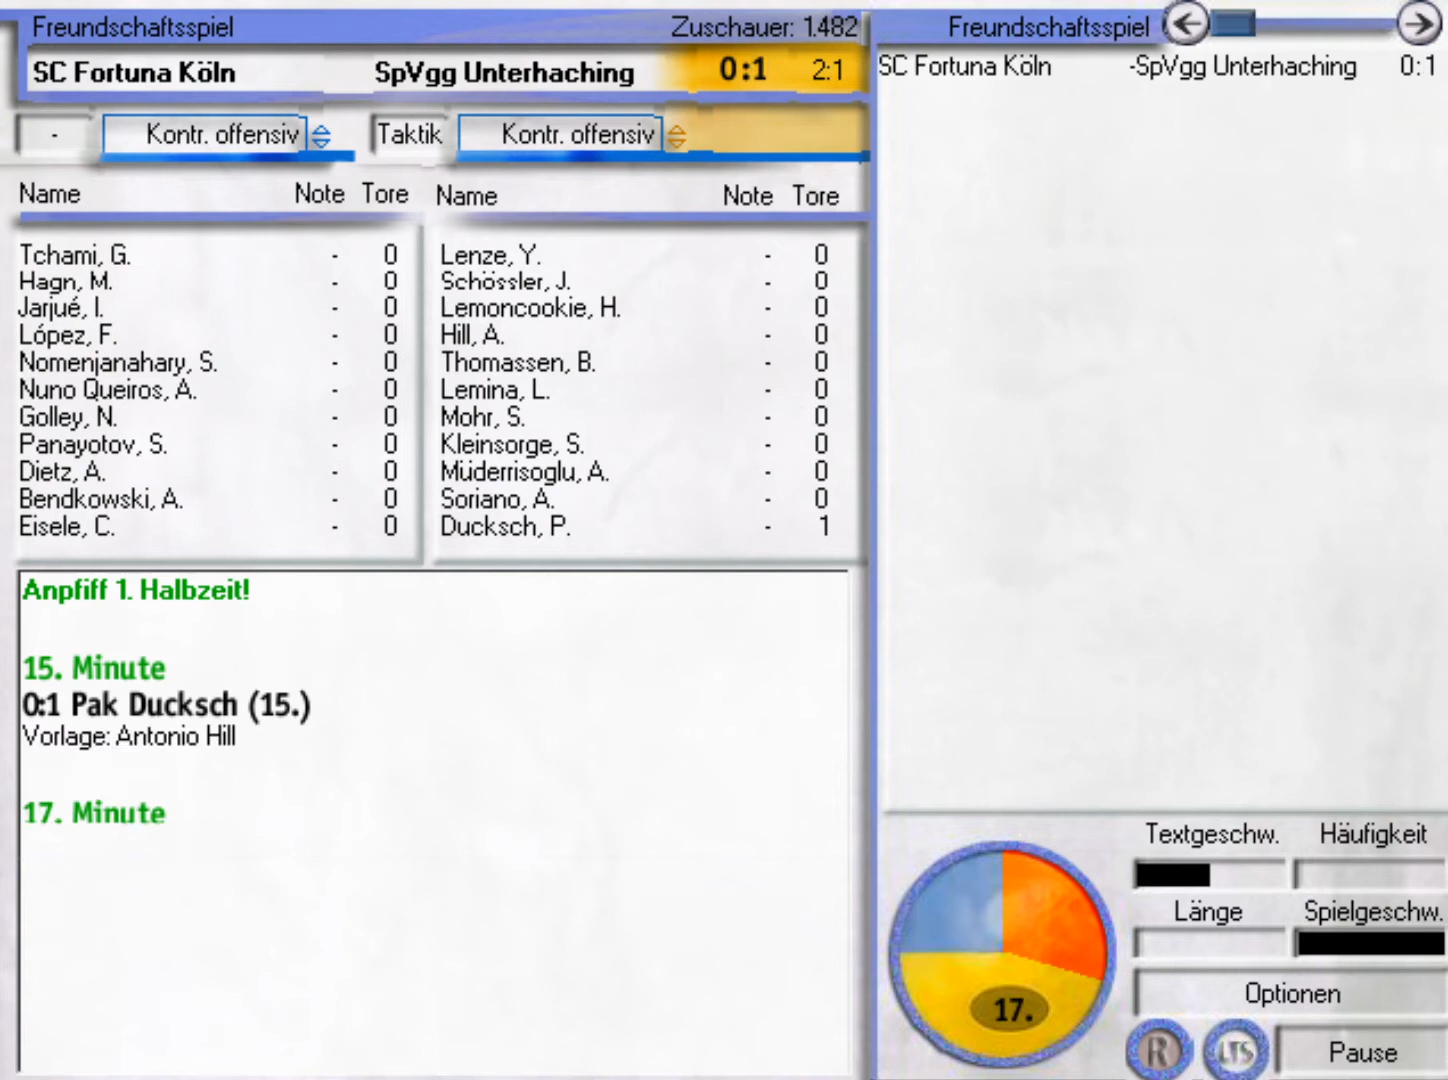 Freundschaftsspiel Zuschauer: 1.482
SC Fortuna Köln SpVgg Unterhaching 0:1 2:1
- Kontr. offensiv Taktik Kontr. offensiv
Name Note Tore Name Note Tore
Tchami, G. - 0 Lenze, Y. - 0
Hagn, M. - 0 Schössler, J. - 0
Jarjué, I. - 0 Lemoncookie, H. - 0
López, F. - 0 Hill, A. - 0
Nomenjanahary, S. - 0 Thomassen, B. - 0
Nuno Queiros, A. - 0 Lemina, L. - 0
Golley, N. - 0 Mohr, S. - 0
Panayotov, S. - 0 Kleinsorge, S. - 0
Dietz, A. - 0 Müderrisoglu, A. - 0
Bendkowski, A. - 0 Soriano, A. - 0
Eisele, C. - 0 Ducksch, P. - 1
Anpfiff 1. Halbzeit!
15. Minute
0:1 Pak Ducksch (15.)
Vorlage: Antonio Hill
17. Minute
Freundschaftsspiel
SC Fortuna Köln -SpVgg Unterhaching 0:1
Textgeschw. Häufigkeit
Länge Spielgeschw.
17.
Optionen
R LTS Pause